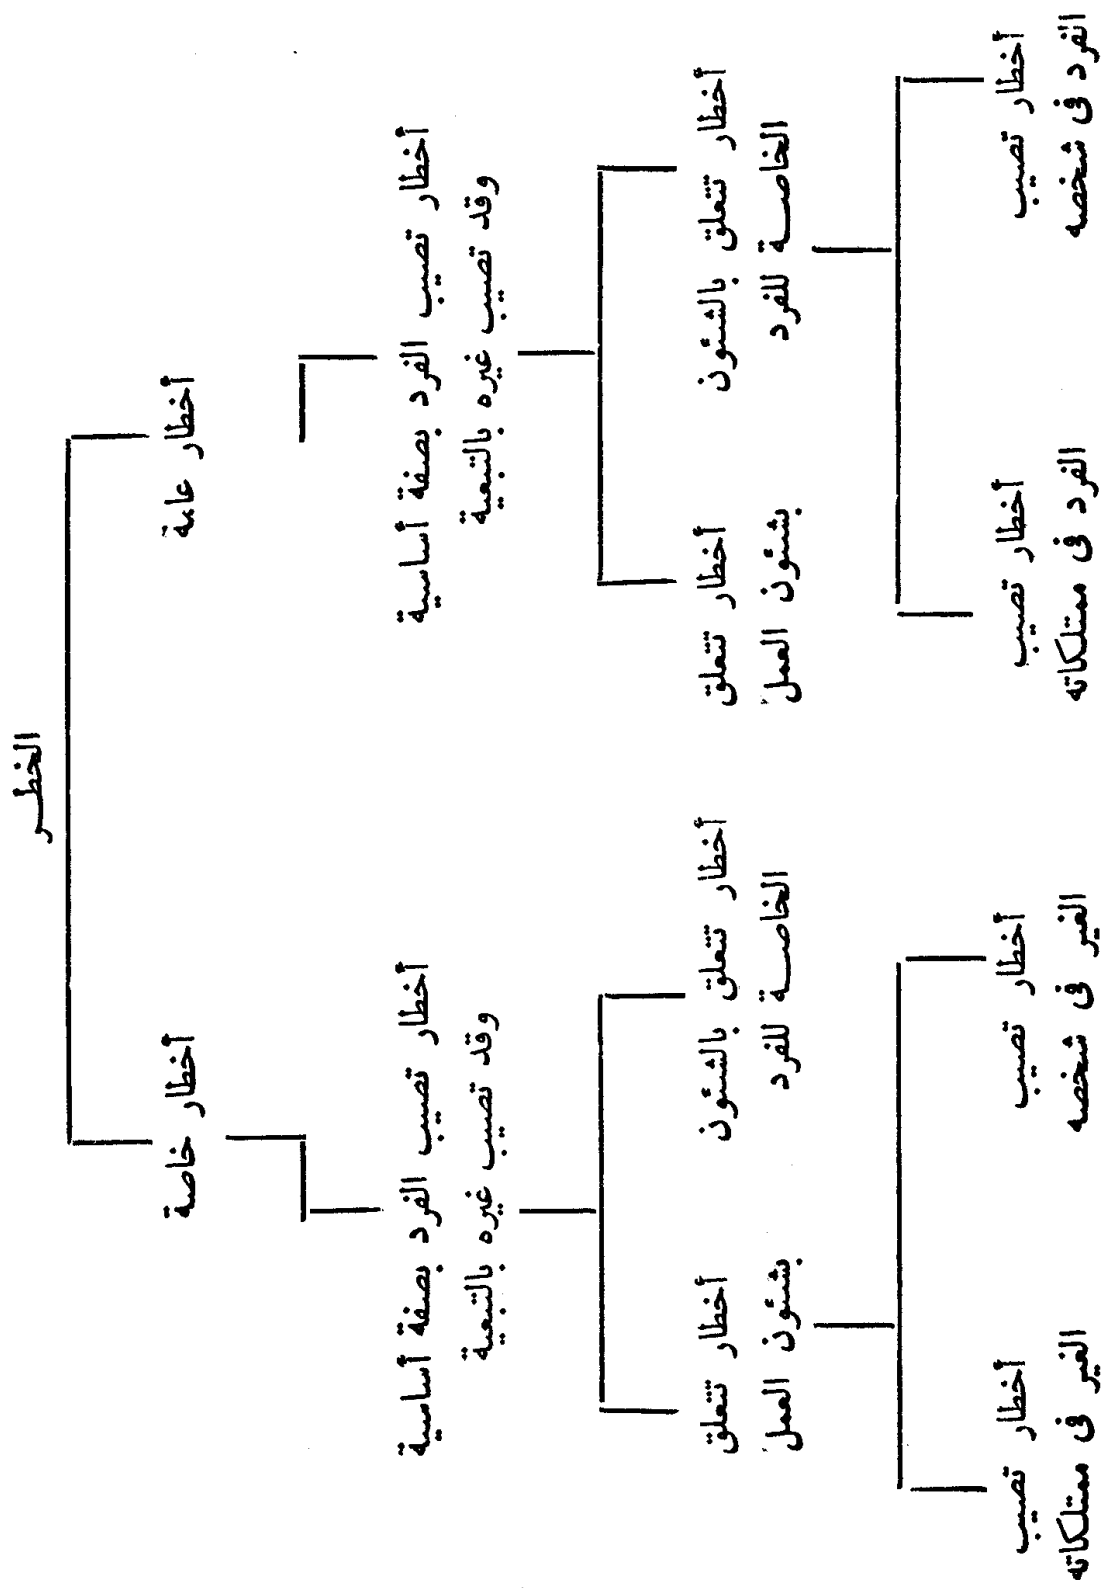 الخطــر
أخطار عامة
أخطار خاصة
أخطار تصيب الفرد بصفة أساسية
وقد تصيب غيره بالتبعية
أخطار تصيب الفرد بصفة أساسية
وقد تصيب غيره بالتبعية
أخطار تتعلق بالشئون
الخاصة للفرد
أخطار تتعلق
بشئون العمل
أخطار تتعلق بالشئون
الخاصة للفرد
أخطار تتعلق
بشئون العمل
أخطار تصيب
الفرد فى شخصه
أخطار تصيب
الفرد فى ممتلكاته
أخطار تصيب
الغير فى شخصه
أخطار تصيب
الغير فى ممتلكاته